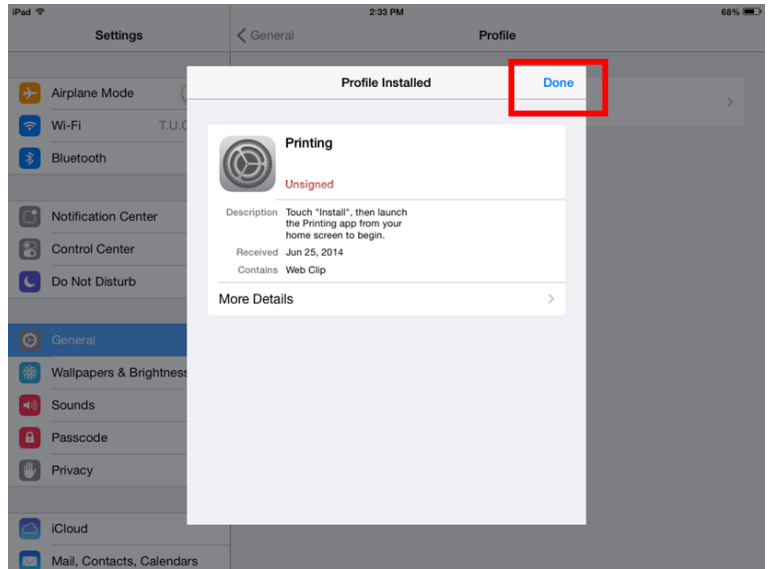 iPad 2:33 PM 68%
Settings
General
Profile
Airplane Mode
Wi-Fi T.U.C
Bluetooth
Notification Center
Control Center
Do Not Disturb
General
Wallpapers & Brightness
Sounds
Passcode
Privacy
iCloud
Mail, Contacts, Calendars
Profile Installed
Done
Printing
Unsigned
Description Touch "Install", then launch
the Printing app from your
home screen to begin.
Received Jun 25, 2014
Contains Web Clip
More Details